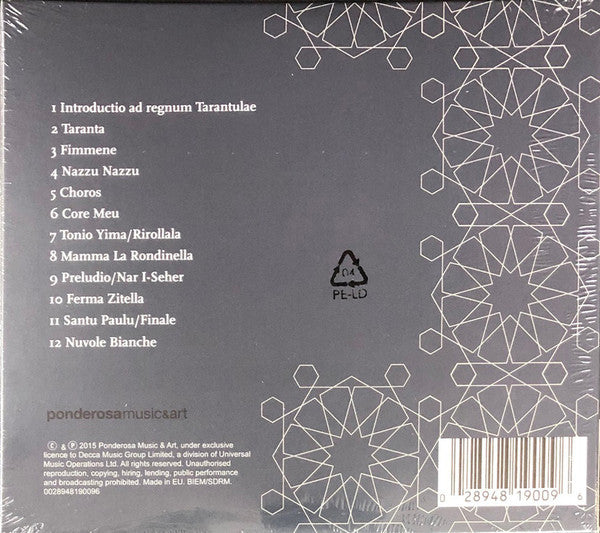 1 Introductio ad regnum Tarantulae
2 Taranta
3 Fimmene
4 Nazzu Nazzu
5 Choros
6 Core Meu
7 Tonio Yima/Rirollala
8 Mamma La Rondinella
9 Preludio/Nar I-Seher
10 Ferma Zitella
11 Santu Paulu/Finale
12 Nuvole Bianche
04
PE-LD
ponderosamusic&art
© & ℗ 2015 Ponderosa Music & Art, under exclusive
licence to Decca Music Group Limited, a division of Universal
Music Operations Ltd. All rights reserved. Unauthorised
reproduction, copying, hiring, lending, public performance
and broadcasting prohibited. Made in EU. BIEM/SDRM.
0028948190096
0 28948 19009 6